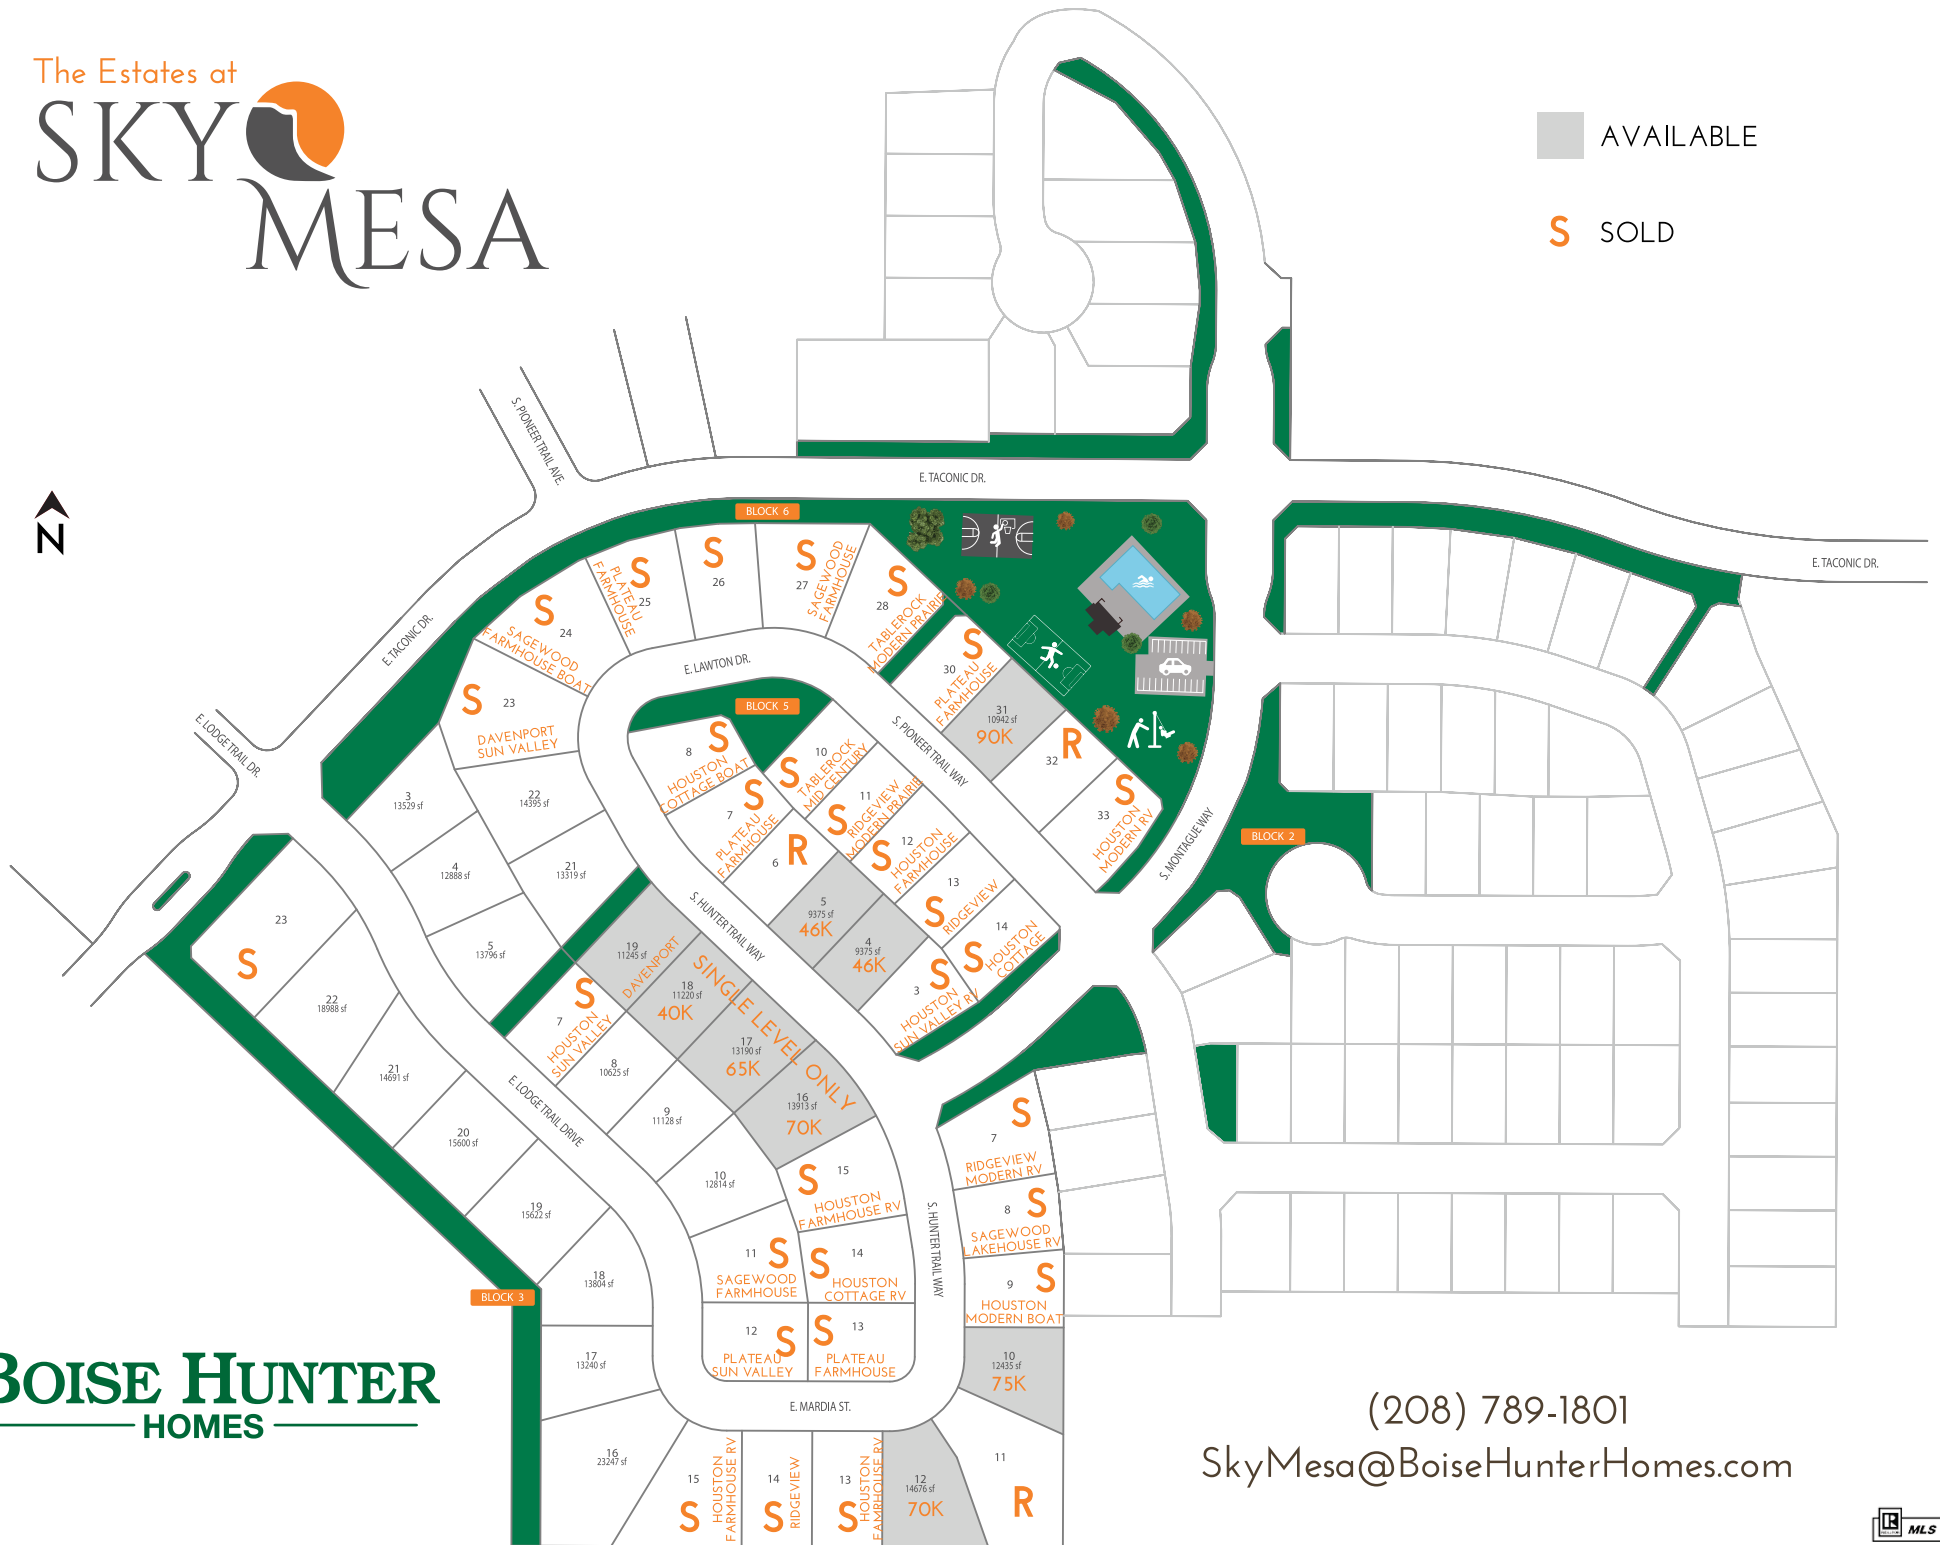 The Estates at
SKY
MESA
AVAILABLE
S SOLD
N
S. PIONEER TRAIL AVE.
E. TACONIC DR.
E. TACONIC DR.
E. TACONIC DR.
E. LODGE TRAIL DR.
BLOCK 6
S
26
S
27
SAGEWOOD
FARMHOUSE
S
25
PLATEAU
FARMHOUSE
S
24
SAGEWOOD
FARMHOUSE BOAT
S
28
TABLEROCK
MODERN PRAIRIE
S
23
DAVENPORT
SUN VALLEY
E. LAWTON DR.
BLOCK 5
S
30
PLATEAU
FARMHOUSE
31
10942 sf
90K
32
R
S
33
HOUSTON
MODERN RV
S. PIONEER TRAIL WAY
S. MONTAGUE WAY
BLOCK 2
8
S
HOUSTON
COTTAGE BOAT
7
S
PLATEAU
FARMHOUSE
6
R
5
9375 sf
46K
4
9375 sf
46K
3
S
HOUSTON
SUN VALLEY RV
10
S
TABLEROCK
MID CENTURY
11
S
RIDGEVIEW
MODERN PRAIRIE
12
S
HOUSTON
FARMHOUSE
13
S
RIDGEVIEW
14
S
HOUSTON
COTTAGE
3
13529 sf
22
14395 sf
4
12888 sf
21
13319 sf
5
13796 sf
S. HUNTER TRAIL WAY
19
11245 sf
DAVENPORT
18
11220 sf
40K
17
13190 sf
65K
16
13913 sf
70K
SINGLE LEVEL ONLY
23
S
22
18988 sf
21
14691 sf
20
15600 sf
19
15622 sf
18
13804 sf
17
13240 sf
16
23247 sf
E. LODGE TRAIL DRIVE
S
7
HOUSTON
SUN VALLEY
8
10625 sf
9
11128 sf
10
12814 sf
S
15
HOUSTON
FARMHOUSE RV
11
S
SAGEWOOD
FARMHOUSE
S
14
HOUSTON
COTTAGE RV
12
S
PLATEAU
SUN VALLEY
S
13
PLATEAU
FARMHOUSE
S. HUNTER TRAIL WAY
S
7
RIDGEVIEW
MODERN RV
8
S
SAGEWOOD
LAKEHOUSE RV
9
S
HOUSTON
MODERN BOAT
10
12435 sf
75K
BLOCK 3
E. MARDIA ST.
15
S
HOUSTON
FARMHOUSE RV
14
S
RIDGEVIEW
13
S
HOUSTON
FAMRHOUSE RV
12
14676 sf
70K
11
R
BOISE HUNTER
HOMES
(208) 789-1801
SkyMesa@BoiseHunterHomes.com
MLS